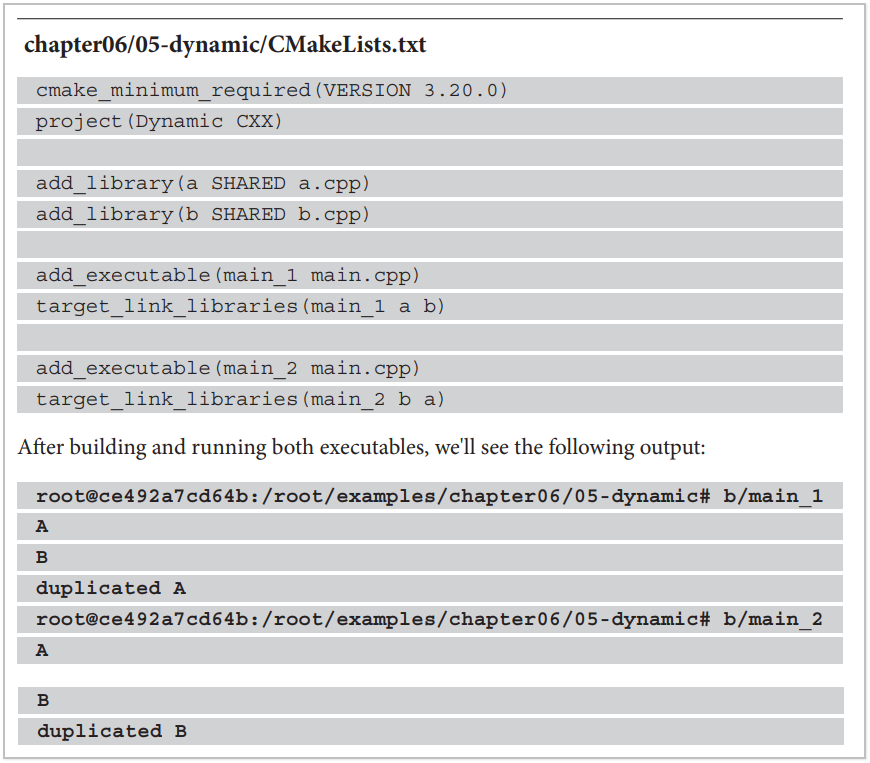 chapter06/05-dynamic/CMakeLists.txt
cmake_minimum_required(VERSION 3.20.0)
project(Dynamic CXX)
add_library(a SHARED a.cpp)
add_library(b SHARED b.cpp)
add_executable(main_1 main.cpp)
target_link_libraries(main_1 a b)
add_executable(main_2 main.cpp)
target_link_libraries(main_2 b a)
After building and running both executables, we'll see the following output:
root@ce492a7cd64b:/root/examples/chapter06/05-dynamic# b/main_1
A
B
duplicated A
root@ce492a7cd64b:/root/examples/chapter06/05-dynamic# b/main_2
A
B
duplicated B